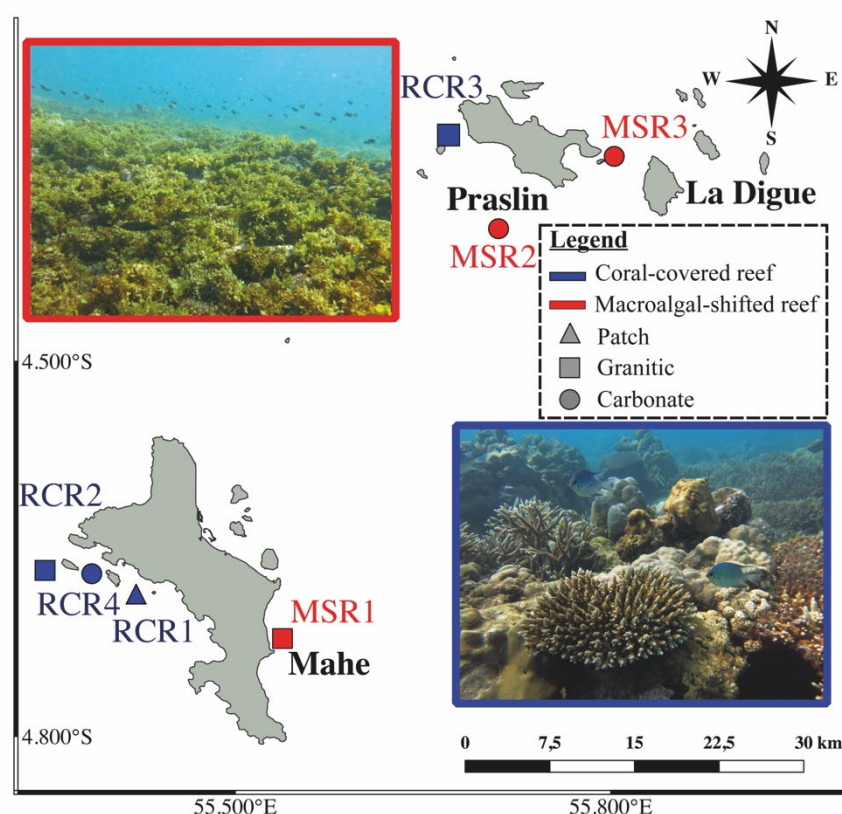 N
W E
S
RCR3
MSR3
Praslin
La Digue
MSR2
Legend
Coral-covered reef
Macroalgal-shifted reef
Patch
Granitic
Carbonate
4.500°S
RCR2
RCR4
RCR1
MSR1
Mahe
4.800°S
0 7,5 15 22,5 30 km
55.500°E 55.800°E